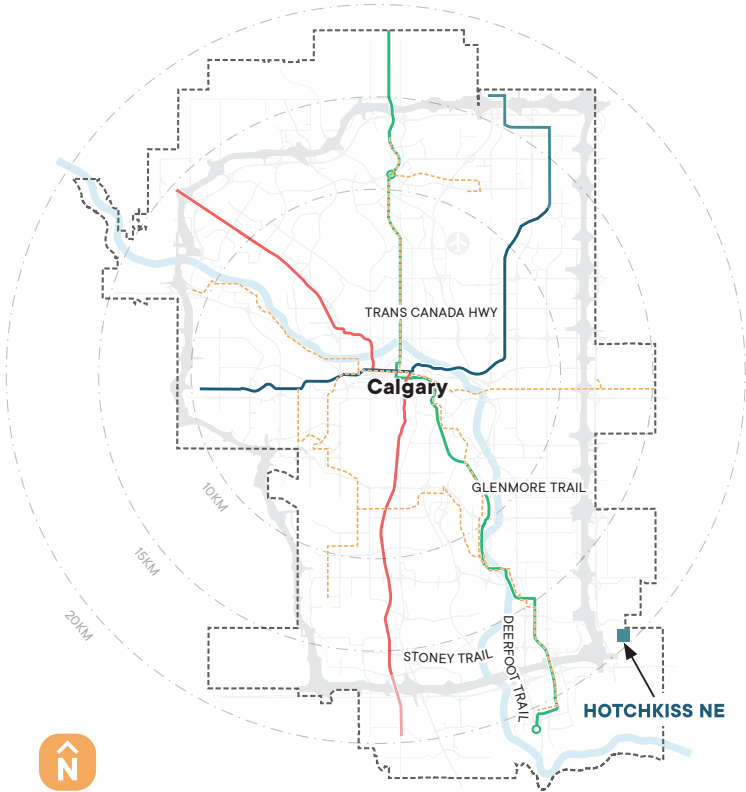 TRANS CANADA HWY
Calgary
GLENMORE TRAIL
10KM
15KM
20KM
DEERFOOT TRAIL
STONEY TRAIL
HOTCHKISS NE
N